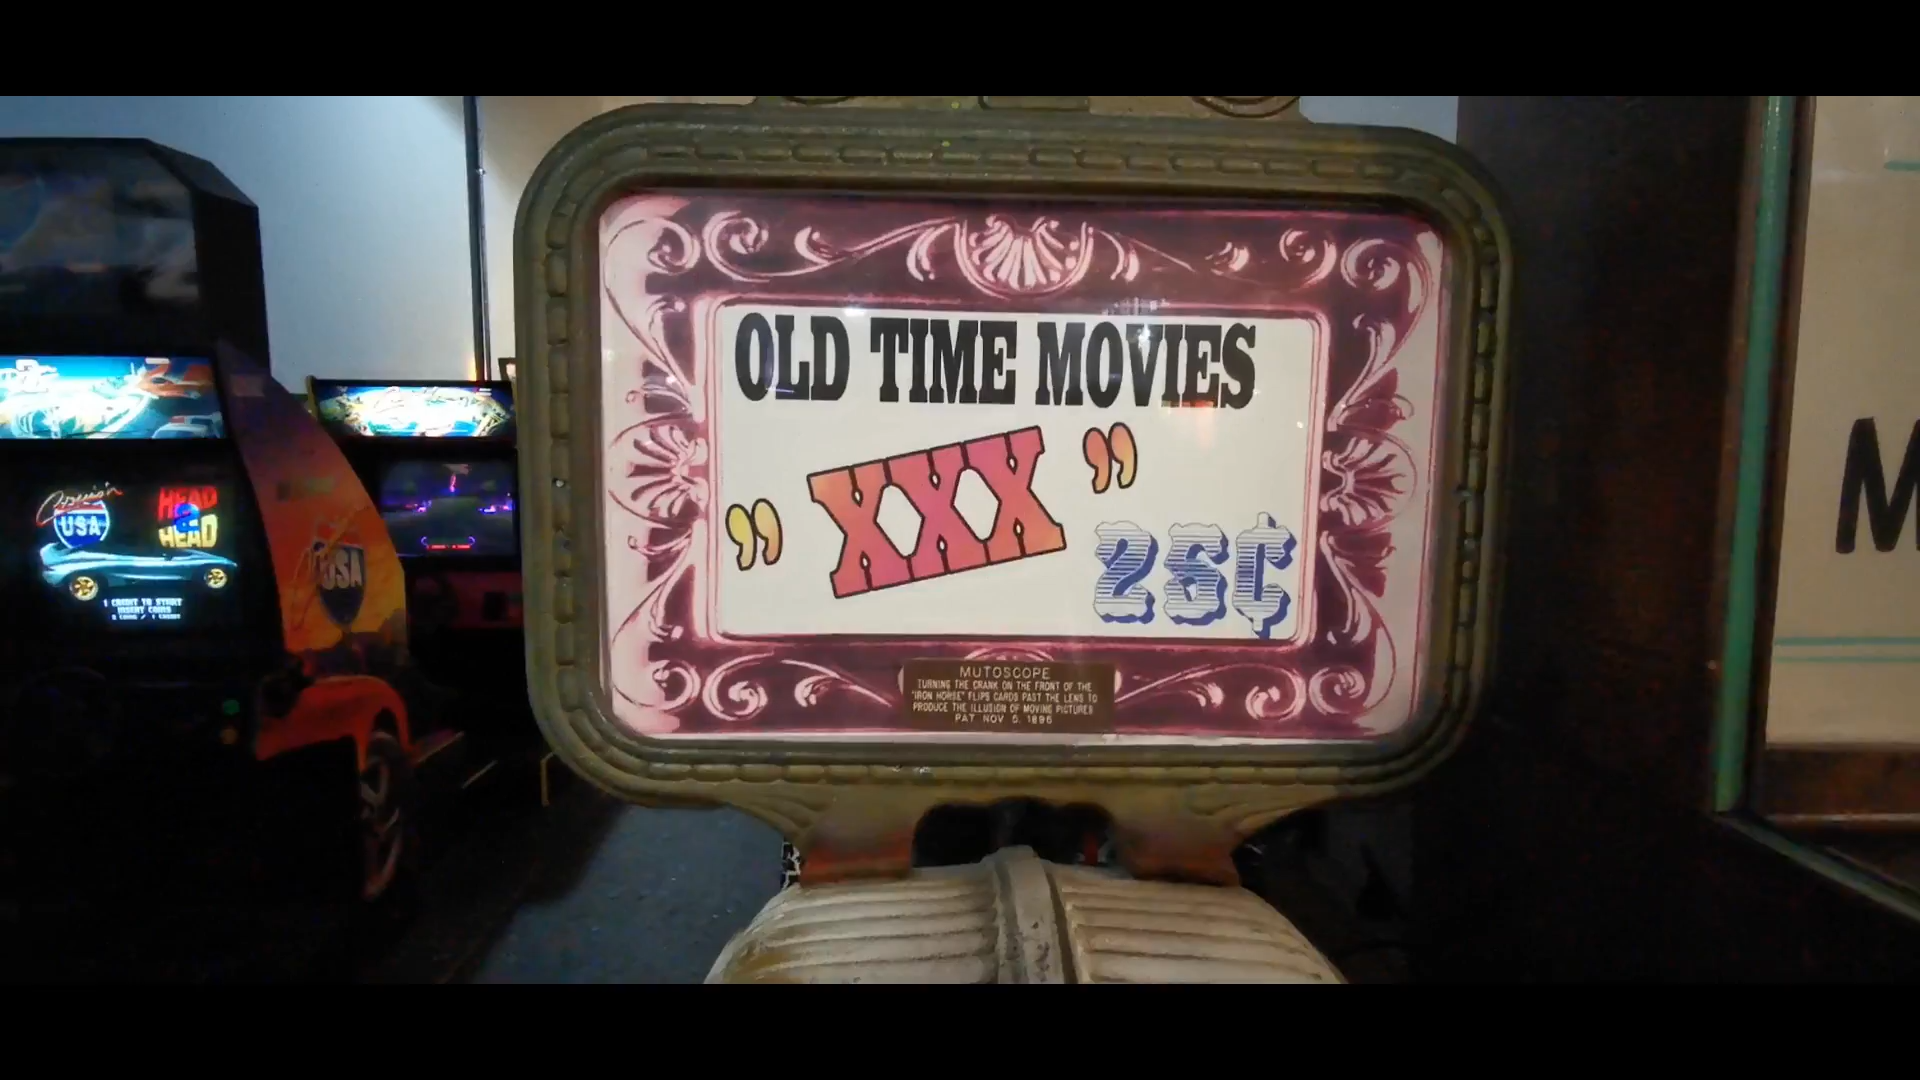 OLD TIME MOVIES
"XXX"
25¢
MUTOSCOPE
TURNING THE CRANK ON THE FRONT OF THE
"IRON HORSE" FLIPS CARDS PAST THE LENS TO
PRODUCE THE ILLUSION OF MOVING PICTURES
PAT NOV 5, 1895
Cruis'n
USA
HEAD
2
HEAD
1 CREDIT TO START
INSERT COINS
USA
M